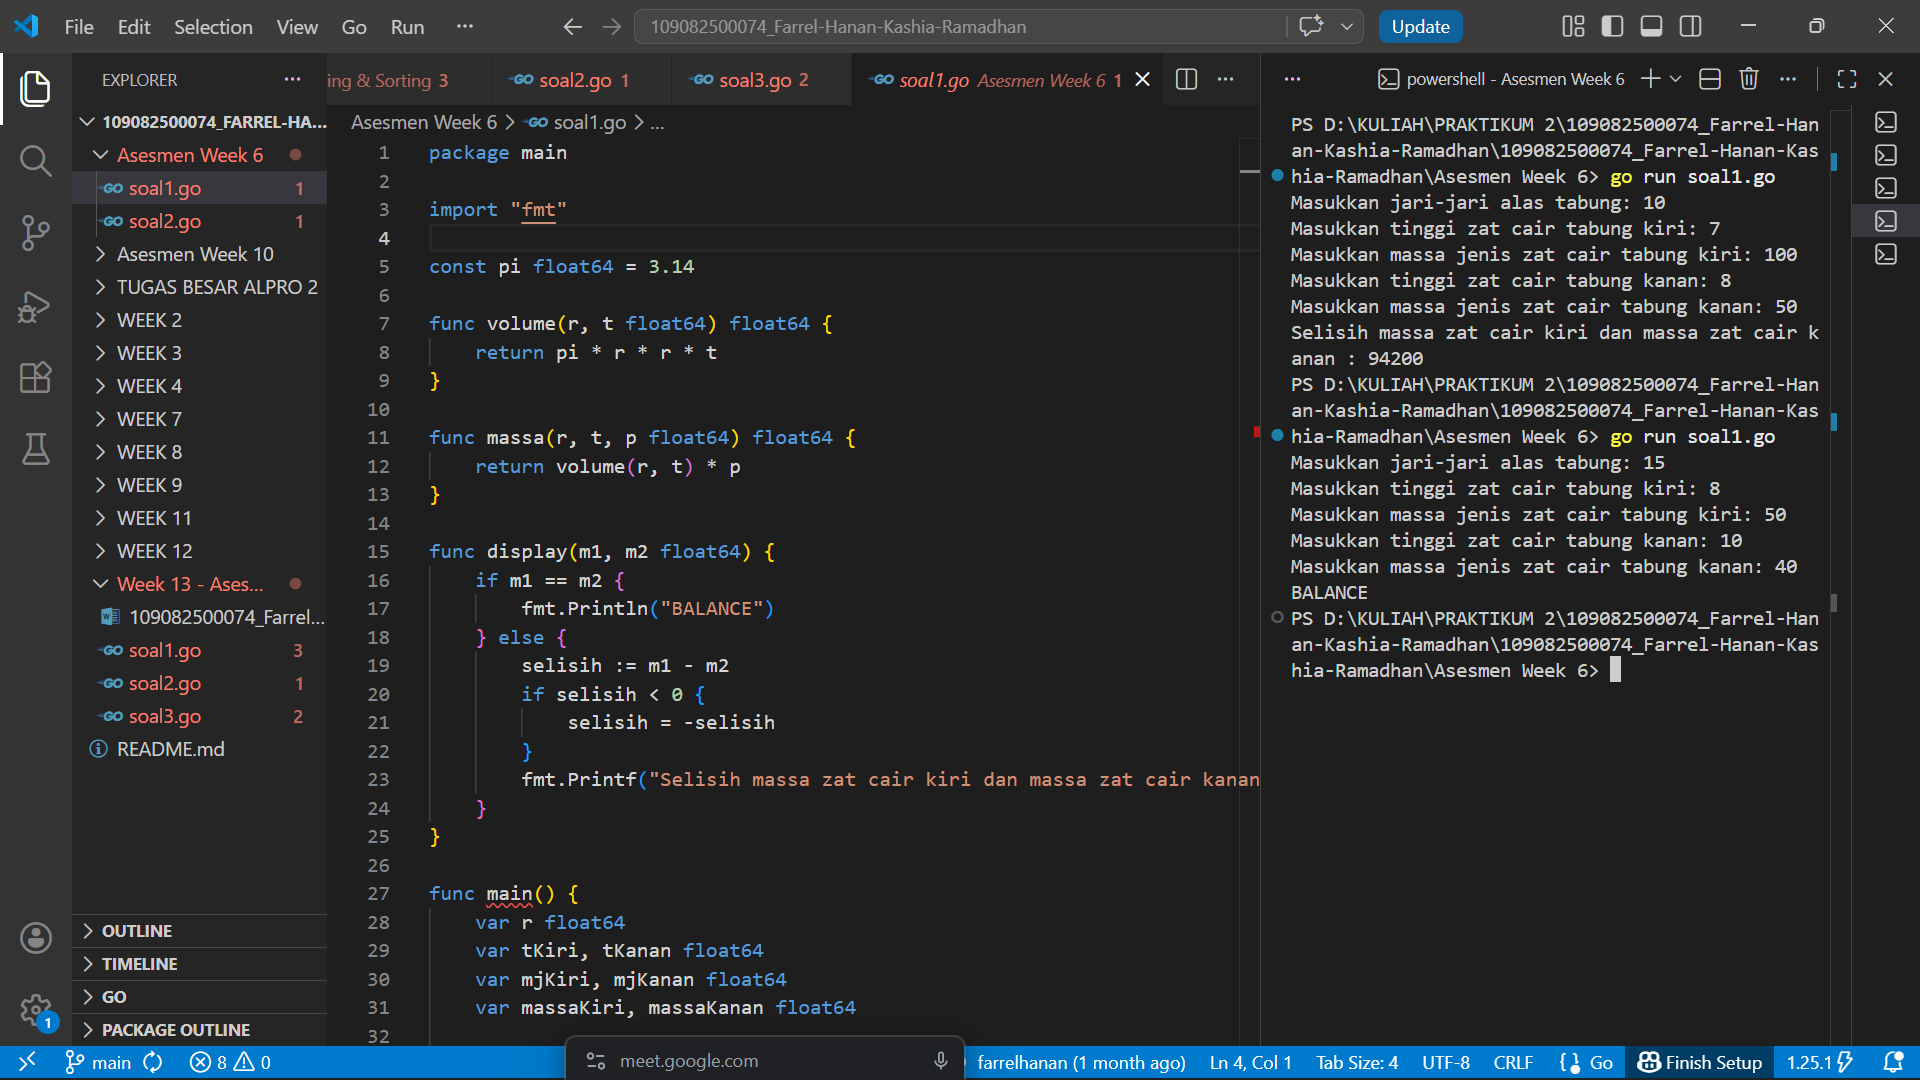 File Edit Selection View Go Run ...
109082500074_Farrel-Hanan-Kashia-Ramadhan
Update
EXPLORER
109082500074_FARREL-HA...
Asesmen Week 6
soal1.go 1
soal2.go 1
Asesmen Week 10
TUGAS BESAR ALPRO 2
WEEK 2
WEEK 3
WEEK 4
WEEK 7
WEEK 8
WEEK 9
WEEK 11
WEEK 12
Week 13 - Ases...
109082500074_Farrel...
soal1.go 3
soal2.go 1
soal3.go 2
README.md
OUTLINE
TIMELINE
GO
PACKAGE OUTLINE
1
ing & Sorting 3
GO soal2.go 1
GO soal3.go 2
GO soal1.go Asesmen Week 6 1
Asesmen Week 6 > GO soal1.go > ...
1 package main
2
3 import "fmt"
4
5 const pi float64 = 3.14
6
7 func volume(r, t float64) float64 {
8 return pi * r * r * t
9 }
10
11 func massa(r, t, p float64) float64 {
12 return volume(r, t) * p
13 }
14
15 func display(m1, m2 float64) {
16 if m1 == m2 {
17 fmt.Println("BALANCE")
18 } else {
19 selisih := m1 - m2
20 if selisih < 0 {
21 selisih = -selisih
22 }
23 fmt.Printf("Selisih massa zat cair kiri dan massa zat cair kanan
24 }
25 }
26
27 func main() {
28 var r float64
29 var tKiri, tKanan float64
30 var mjKiri, mjKanan float64
31 var massaKiri, massaKanan float64
32
powershell - Asesmen Week 6
PS D:\KULIAH\PRAKTIKUM 2\109082500074_Farrel-Han
an-Kashia-Ramadhan\109082500074_Farrel-Hanan-Kas
hia-Ramadhan\Asesmen Week 6> go run soal1.go
Masukkan jari-jari alas tabung: 10
Masukkan tinggi zat cair tabung kiri: 7
Masukkan massa jenis zat cair tabung kiri: 100
Masukkan tinggi zat cair tabung kanan: 8
Masukkan massa jenis zat cair tabung kanan: 50
Selisih massa zat cair kiri dan massa zat cair k
anan : 94200
PS D:\KULIAH\PRAKTIKUM 2\109082500074_Farrel-Han
an-Kashia-Ramadhan\109082500074_Farrel-Hanan-Kas
hia-Ramadhan\Asesmen Week 6> go run soal1.go
Masukkan jari-jari alas tabung: 15
Masukkan tinggi zat cair tabung kiri: 8
Masukkan massa jenis zat cair tabung kiri: 50
Masukkan tinggi zat cair tabung kanan: 10
Masukkan massa jenis zat cair tabung kanan: 40
BALANCE
PS D:\KULIAH\PRAKTIKUM 2\109082500074_Farrel-Han
an-Kashia-Ramadhan\109082500074_Farrel-Hanan-Kas
hia-Ramadhan\Asesmen Week 6>
main 8 0 meet.google.com farrelhanan (1 month ago) Ln 4, Col 1 Tab Size: 4 UTF-8 CRLF {} Go Finish Setup 1.25.1